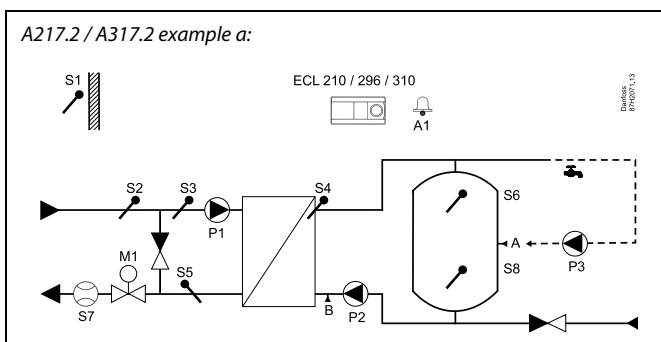 A217.2 / A317.2 example a:
S1
ECL 210 / 296 / 310
A1
Danfoss
87H2071.13
S2
S3
S4
S6
P1
A
P3
M1
S5
S8
S7
B
P2